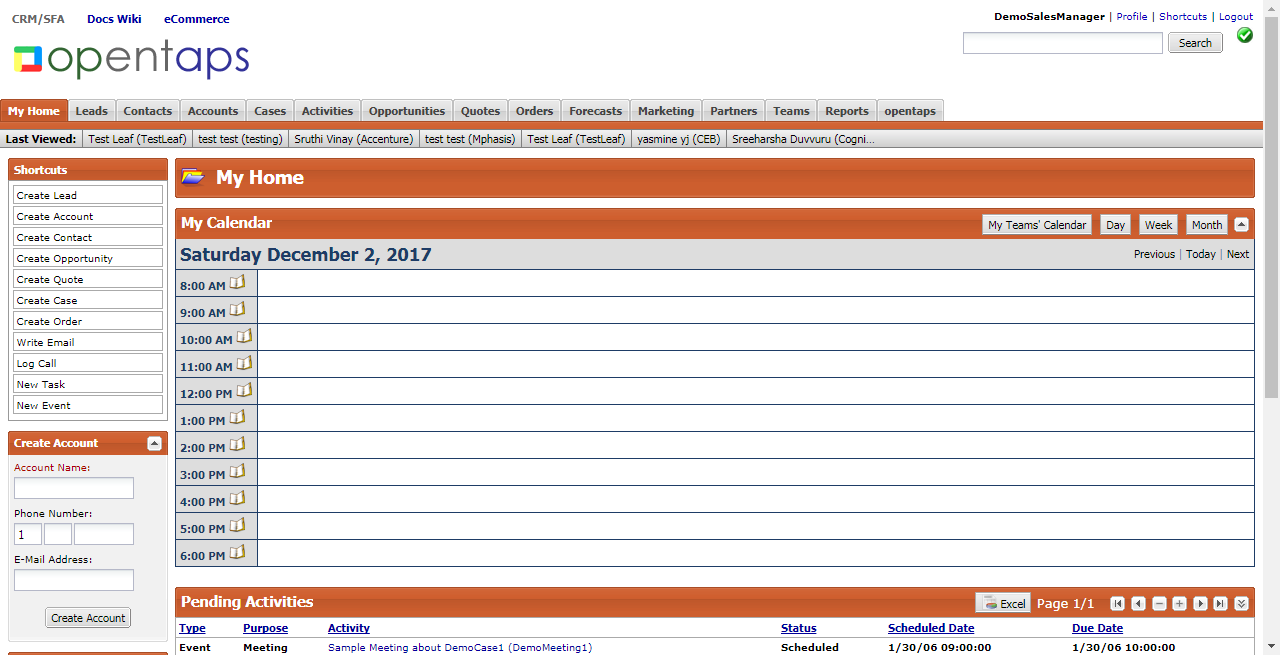 CRM/SFA Docs Wiki eCommerce
DemoSalesManager | Profile | Shortcuts | Logout
opentaps
Search
My Home Leads Contacts Accounts Cases Activities Opportunities Quotes Orders Forecasts Marketing Partners Teams Reports opentaps
Last Viewed: Test Leaf (TestLeaf) test test (testing) Sruthi Vinay (Accenture) test test (Mphasis) Test Leaf (TestLeaf) yasmine yj (CEB) Sreeharsha Duvvuru (Cogni...
Shortcuts
Create Lead
Create Account
Create Contact
Create Opportunity
Create Quote
Create Case
Create Order
Write Email
Log Call
New Task
New Event
Create Account
Account Name:
Phone Number:
1
E-Mail Address:
Create Account
My Home
My Calendar
My Teams' Calendar Day Week Month
Saturday December 2, 2017
Previous | Today | Next
8:00 AM
9:00 AM
10:00 AM
11:00 AM
12:00 PM
1:00 PM
2:00 PM
3:00 PM
4:00 PM
5:00 PM
6:00 PM
Pending Activities
Excel Page 1/1
Type Purpose Activity Status Scheduled Date Due Date
Event Meeting Sample Meeting about DemoCase1 (DemoMeeting1) Scheduled 1/30/06 09:00:00 1/30/06 10:00:00